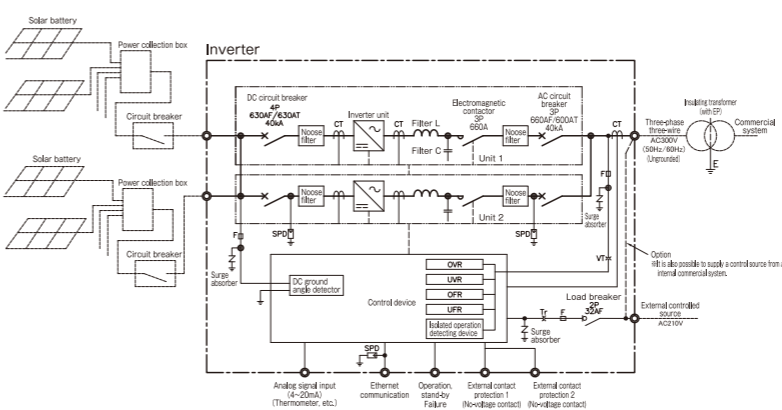 Solar battery
Power collection box
Circuit breaker
Solar battery
Power collection box
Circuit breaker
Inverter
DC circuit breaker
4P
630AF/630AT
40kA
Noose
filter
CT
Inverter unit
CT
Filter L
Filter C
Electromagnetic
contactor
3P
660A
Noose
filter
AC circuit
breaker
3P
660AF/600AT
40kA
Unit 1
CT
Three-phase
three-wire
AC300V
(50Hz/60Hz)
(Ungrounded)
Insulating transformer
(with EP)
Commercial
system
E
Noose
filter
Noose
filter
Unit 2
SPD
SPD
F
Surge
absorber
F
Surge
absorber
VT
DC ground
angle detector
Control device
OVR
UVR
OFR
UFR
Isolated operation
detecting device
Option
※It is also possible to supply a control source from a
internal commercial system.
Load breaker
2P
32AF
Tr
F
Surge
absorber
External controlled
source
AC210V
SPD
Analog signal input
(4~20mA)
(Thermometer, etc.)
Ethernet
communication
Operation,
stand-by
Failure
External contact
protection 1
(No-voltage contact)
External contact
protection 2
(No-voltage contact)